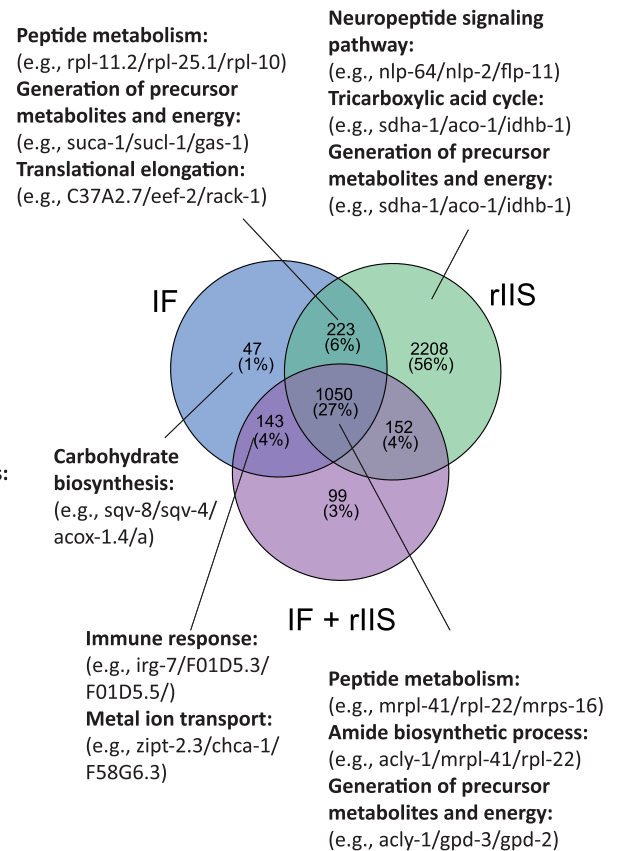 Peptide metabolism:
(e.g., rpl-11.2/rpl-25.1/rpl-10)
Generation of precursor
metabolites and energy:
(e.g., suca-1/sucl-1/gas-1)
Translational elongation:
(e.g., C37A2.7/eef-2/rack-1)
Neuropeptide signaling
pathway:
(e.g., nlp-64/nlp-2/flp-11)
Tricarboxylic acid cycle:
(e.g., sdha-1/aco-1/idhb-1)
Generation of precursor
metabolites and energy:
(e.g., sdha-1/aco-1/idhb-1)
IF
rIIS
47
(1%)
223
(6%)
2208
(56%)
1050
(27%)
143
(4%)
152
(4%)
99
(3%)
IF + rIIS
s:
Carbohydrate
biosynthesis:
(e.g., sqv-8/sqv-4/
acox-1.4/a)
Immune response:
(e.g., irg-7/F01D5.3/
F01D5.5/)
Metal ion transport:
(e.g., zipt-2.3/chca-1/
F58G6.3)
Peptide metabolism:
(e.g., mrpl-41/rpl-22/mrps-16)
Amide biosynthetic process:
(e.g., acly-1/mrpl-41/rpl-22)
Generation of precursor
metabolites and energy:
(e.g., acly-1/gpd-3/gpd-2)